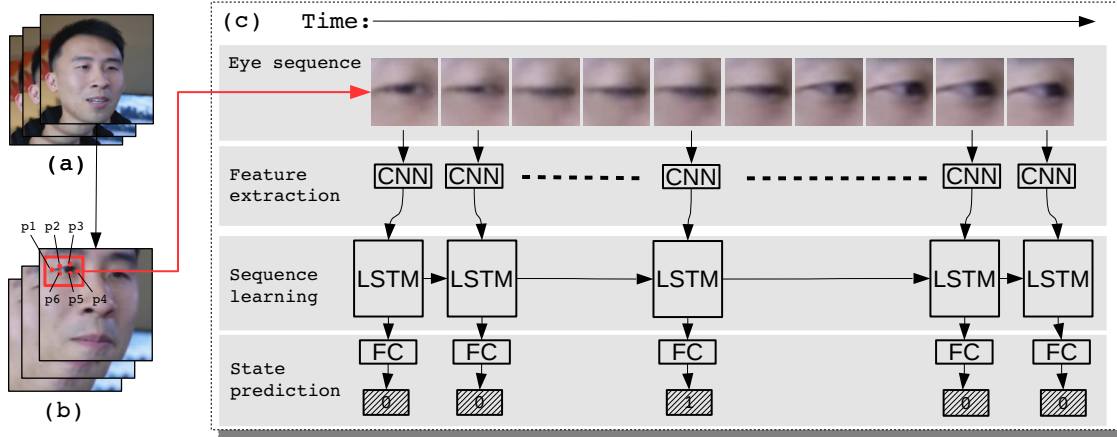 (c) Time:
Eye sequence
(a)
Feature
extraction
CNN CNN CNN CNN CNN
p1 p2 p3
p6 p5 p4
Sequence
learning
LSTM LSTM LSTM LSTM LSTM
State
prediction
FC FC FC FC FC
0 0 1 0 0
(b)